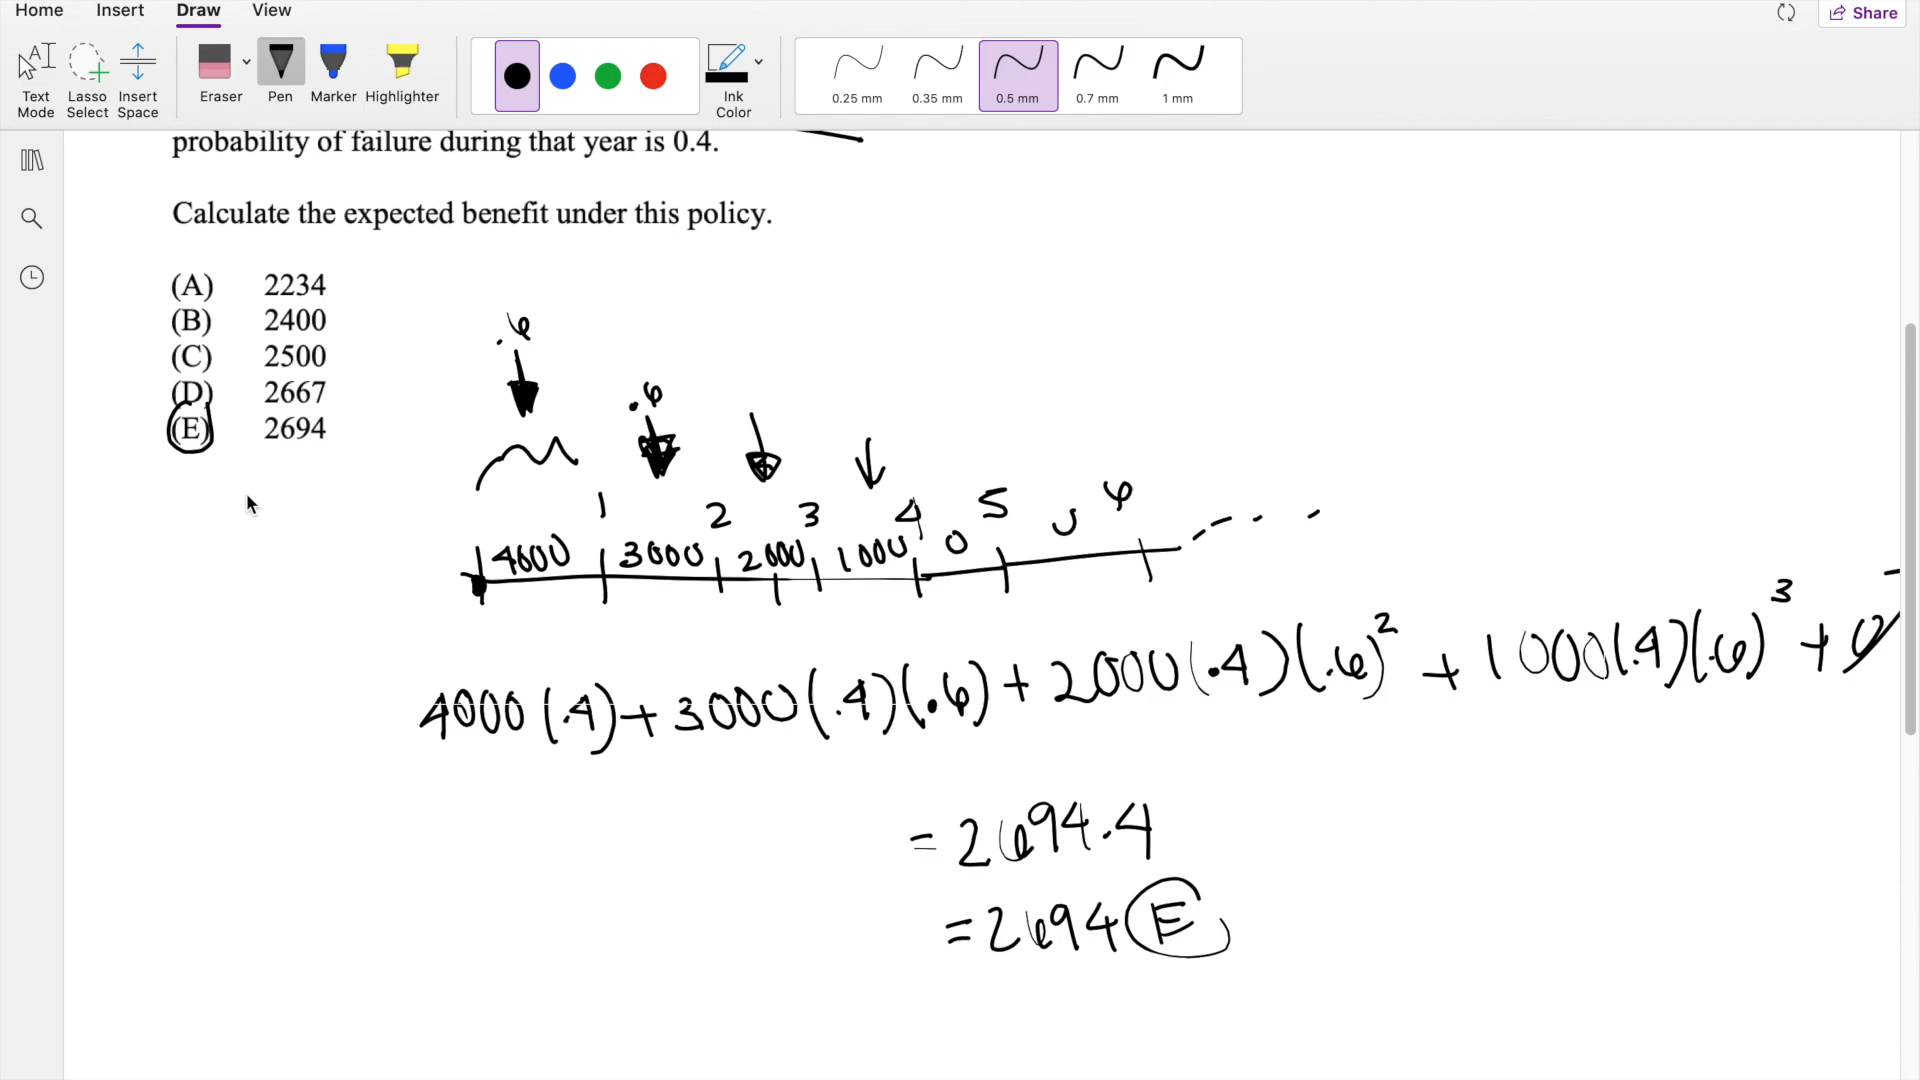 Home Insert Draw View
Share
Text Mode
Lasso Select
Insert Space
Eraser
Pen
Marker
Highlighter
Ink Color
0.25 mm
0.35 mm
0.5 mm
0.7 mm
1 mm
probability of failure during that year is 0.4.
Calculate the expected benefit under this policy.
(A) 2234
(B) 2400
(C) 2500
(D) 2667
(E) 2694
.6
.6
1 2 3 4 5 6
4000 3000 2000 1000 0 0
4000(.4)+3000(.4)(.6)+2000(.4)(.6)²+1000(.4)(.6)³+0
=2694.4
=2694 E